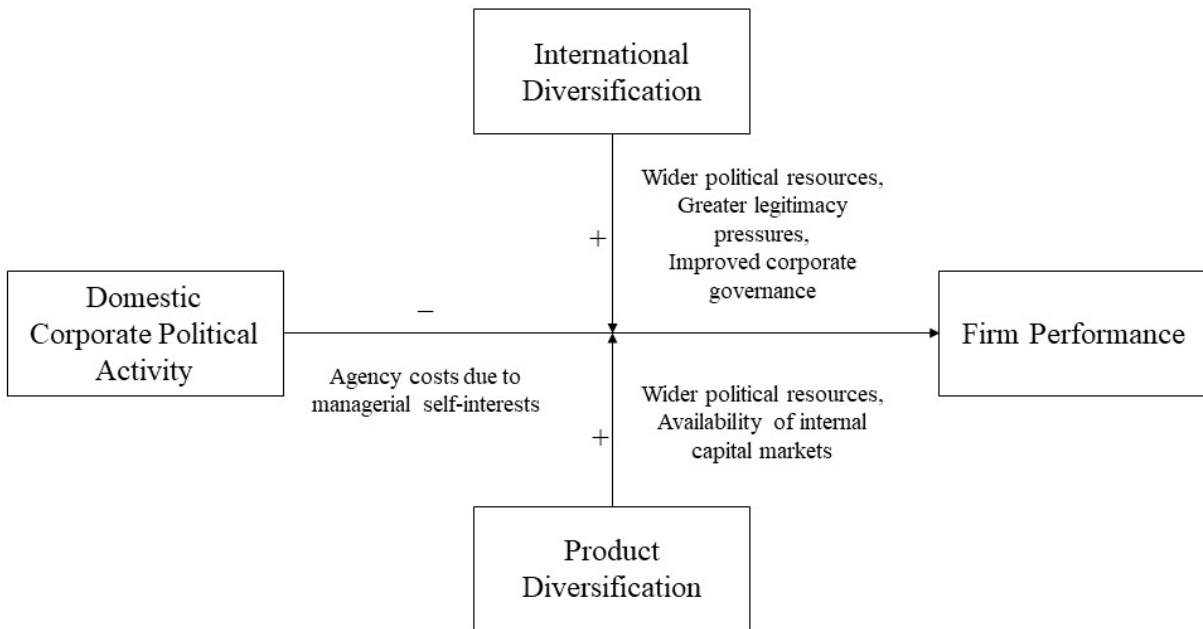 International
Diversification
Wider political resources,
Greater legitimacy
pressures,
Improved corporate
governance
+
Domestic
Corporate Political
Activity
–
Agency costs due to
managerial self-interests
Firm Performance
Wider political resources,
Availability of internal
capital markets
+
Product
Diversification